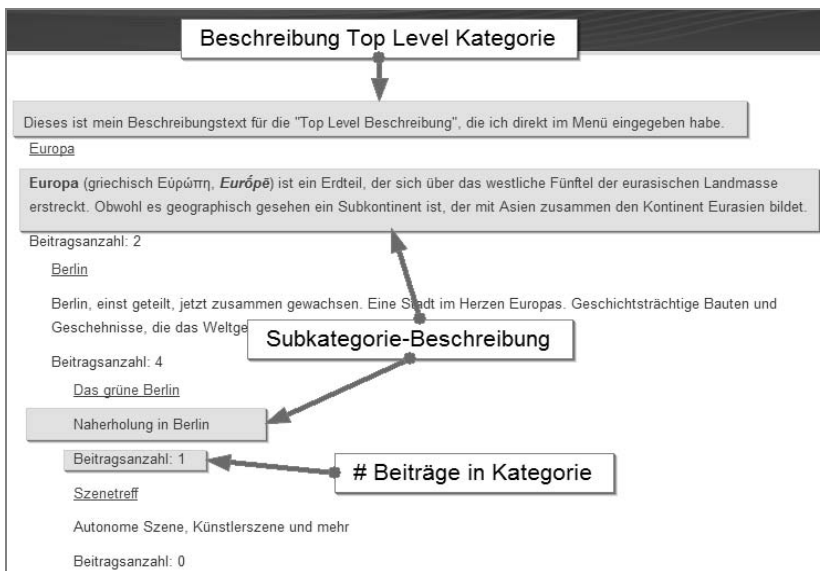 Beschreibung Top Level Kategorie
Dieses ist mein Beschreibungstext für die "Top Level Beschreibung", die ich direkt im Menü eingegeben habe.
Europa
Europa (griechisch Εὐρώπη, Eurṓpē) ist ein Erdteil, der sich über das westliche Fünftel der eurasischen Landmasse
erstreckt. Obwohl es geographisch gesehen ein Subkontinent ist, der mit Asien zusammen den Kontinent Eurasien bildet.
Beitragsanzahl: 2
Berlin
Berlin, einst geteilt, jetzt zusammen gewachsen. Eine Stadt im Herzen Europas. Geschichtsträchtige Bauten und
Geschehnisse, die das
Subkategorie-Beschreibung
Beitragsanzahl: 4
Das grüne Berlin
Naherholung in Berlin
Beitragsanzahl: 1
# Beiträge in Kategorie
Szenetreff
Autonome Szene, Künstlerszene und mehr
Beitragsanzahl: 0